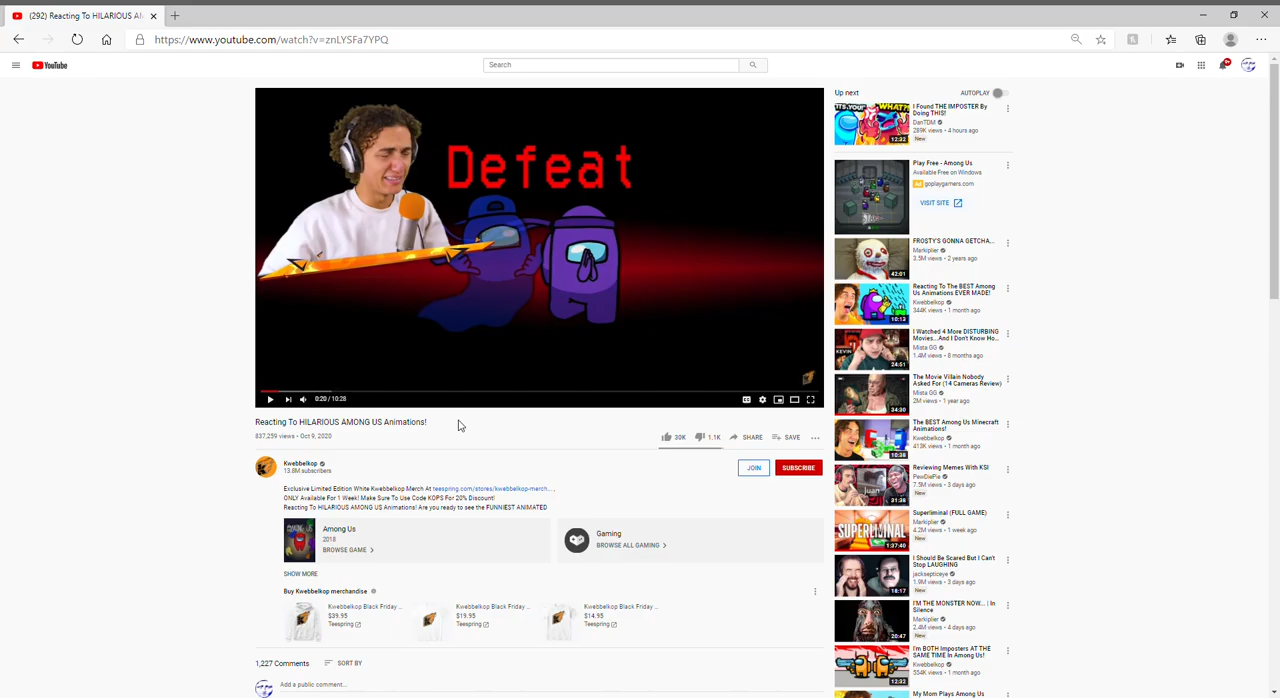 (292) Reacting To HILARIOUS AM
https://www.youtube.com/watch?v=znLYSFa7YPQ
YouTube
Search
9+
Defeat
0:20 / 10:28
Reacting To HILARIOUS AMONG US Animations!
837,259 views • Oct 9, 2020
30K
1.1K
SHARE
SAVE
Kwebbelkop
13.8M subscribers
JOIN
SUBSCRIBE
Exclusive Limited Edition White Kwebbelkop Merch At teespring.com/stores/kwebbelkop-merch... ,
ONLY Available For 1 Week! Make Sure To Use Code KOPS For 20% Discount!
Reacting To HILARIOUS AMONG US Animations! Are you ready to see the FUNNIEST ANIMATED
Among Us
2018
BROWSE GAME
Gaming
BROWSE ALL GAMING
SHOW MORE
Buy Kwebbelkop merchandise
Kwebbelkop Black Friday ...
$39.95
Teespring
Kwebbelkop Black Friday ...
$19.95
Teespring
Kwebbelkop Black Friday ...
$14.95
Teespring
1,227 Comments
SORT BY
Add a public comment...
Up next
AUTOPLAY
12:32
I Found THE IMPOSTER By
Doing THIS!
DanTDM
289K views • 4 hours ago
New
Play Free - Among Us
Available Free on Windows
Ad goplaygamers.com
VISIT SITE
42:01
FROSTY'S GONNA GETCHA...
Markiplier
3.5M views • 2 years ago
10:13
Reacting To The BEST Among
Us Animations EVER MADE!
Kwebbelkop
344K views • 1 month ago
KEVIN
24:51
I Watched 4 More DISTURBING
Movies...And I Don't Know Ho...
Mista GG
1.4M views • 8 months ago
34:30
The Movie Villain Nobody
Asked For (14 Cameras Review)
Mista GG
2M views • 1 year ago
10:38
The BEST Among Us Minecraft
Animations!
Kwebbelkop
413K views • 1 month ago
Juan
31:38
Reviewing Memes With KSI
PewDiePie
7.5M views • 3 days ago
New
SUPERLIMINAL
1:37:40
Superliminal (FULL GAME)
Markiplier
4.2M views • 1 week ago
New
18:17
I Should Be Scared But I Can't
Stop LAUGHING
jacksepticeye
1.9M views • 3 days ago
New
20:47
I'M THE MONSTER NOW... | In
Silence
Markiplier
2.4M views • 4 days ago
New
12:32
I'm BOTH Imposters AT THE
SAME TIME In Among Us!
Kwebbelkop
554K views • 1 month ago
My Mom Plays Among Us